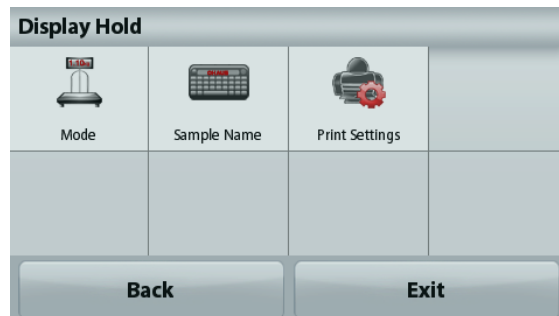 Display Hold
Mode
Sample Name
Print Settings
Back
Exit